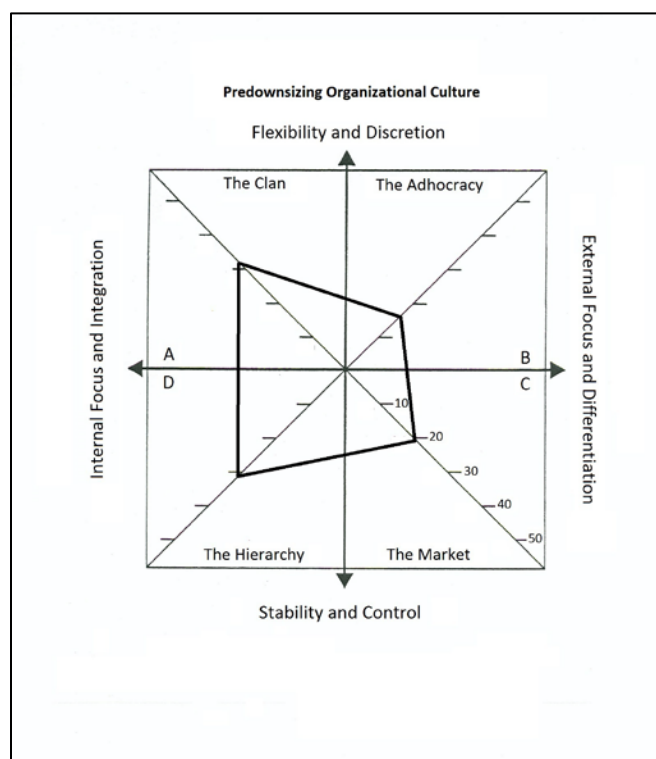 Predownsizing Organizational Culture
Flexibility and Discretion
The Clan
The Adhocracy
Internal Focus and Integration
External Focus and Differentiation
A
B
D
C
10
20
30
40
50
The Hierarchy
The Market
Stability and Control